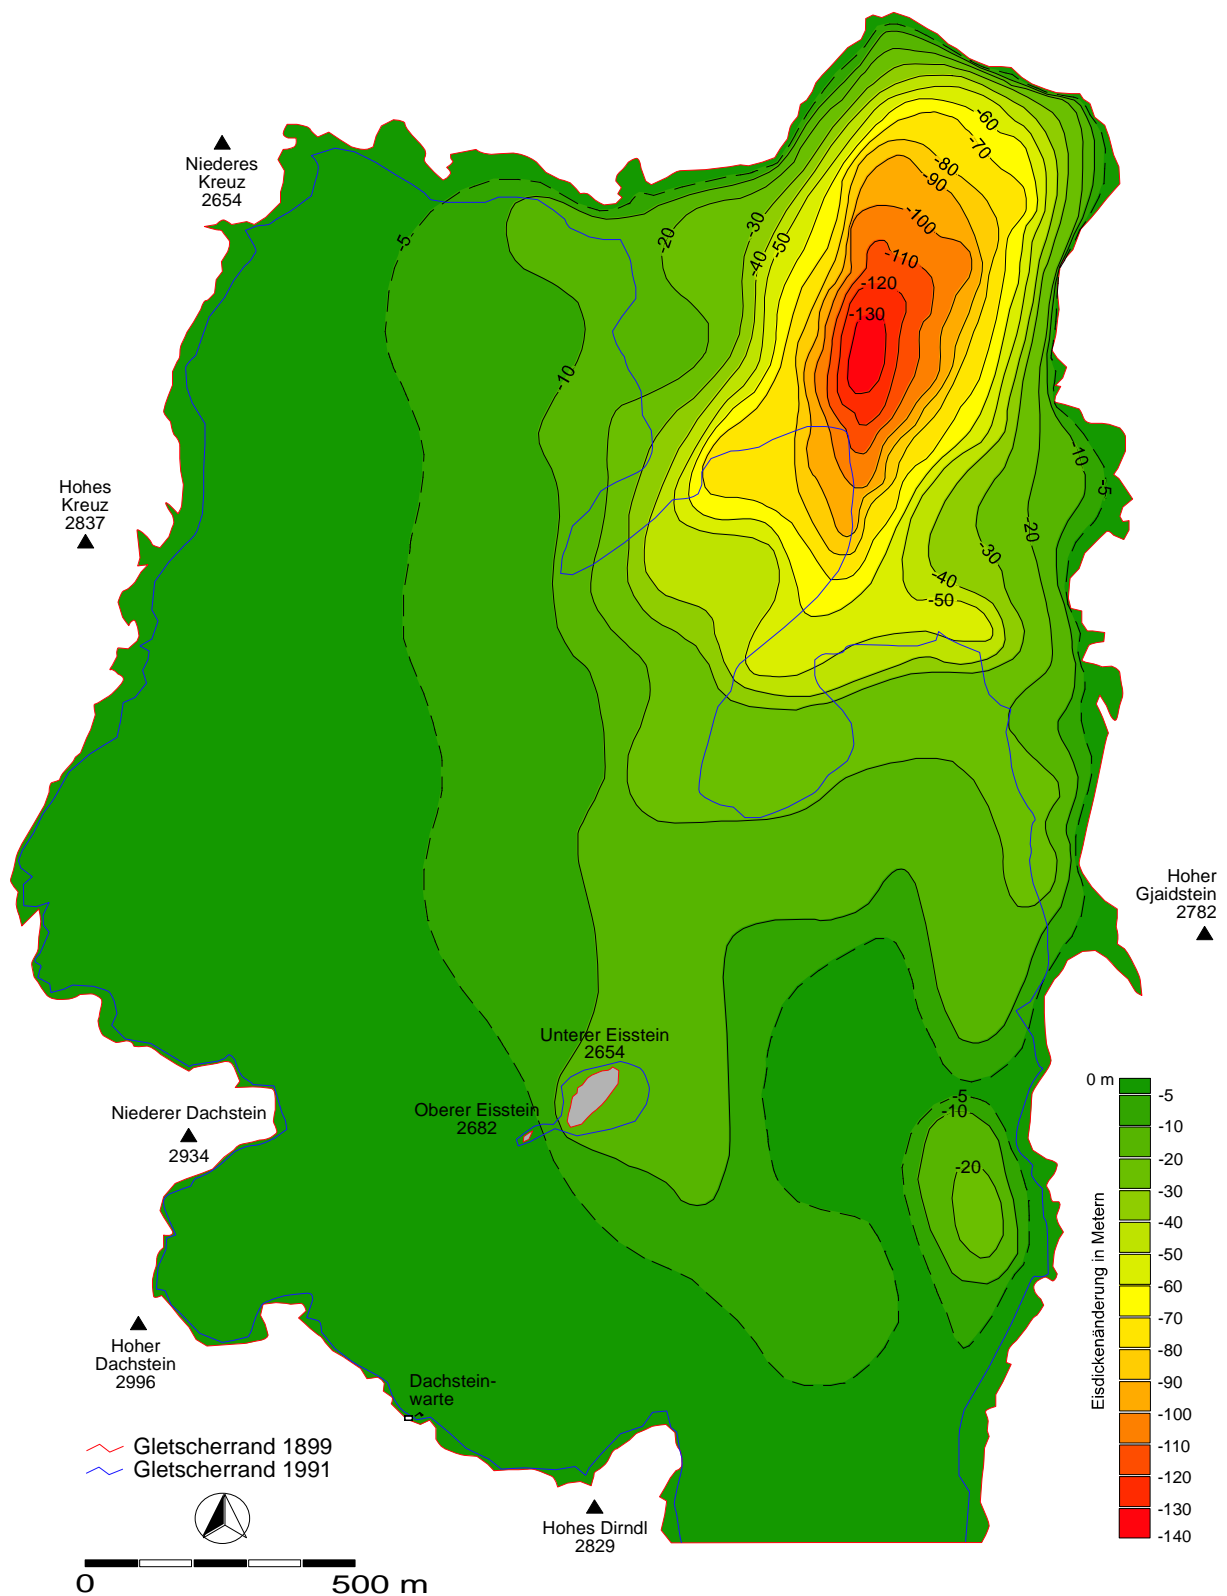 Niederes
Kreuz
2654
-60
-70
-80
-90
-100
-110
-120
-130
-30
-50
-40
-20
-5
-10
Hohes
Kreuz
2837
-10
-5
-20
-30
-40
-50
Hoher
Gjaidstein
2782
Unterer Eisstein
2654
Oberer Eisstein
2682
Niederer Dachstein
2934
-5
-10
-20
Hoher
Dachstein
2996
Dachstein-
warte
Hohes Dirndl
2829
Gletscherrand 1899
Gletscherrand 1991
0
500 m
Eisdickenänderung in Metern
0 m
-5
-10
-20
-30
-40
-50
-60
-70
-80
-90
-100
-110
-120
-130
-140